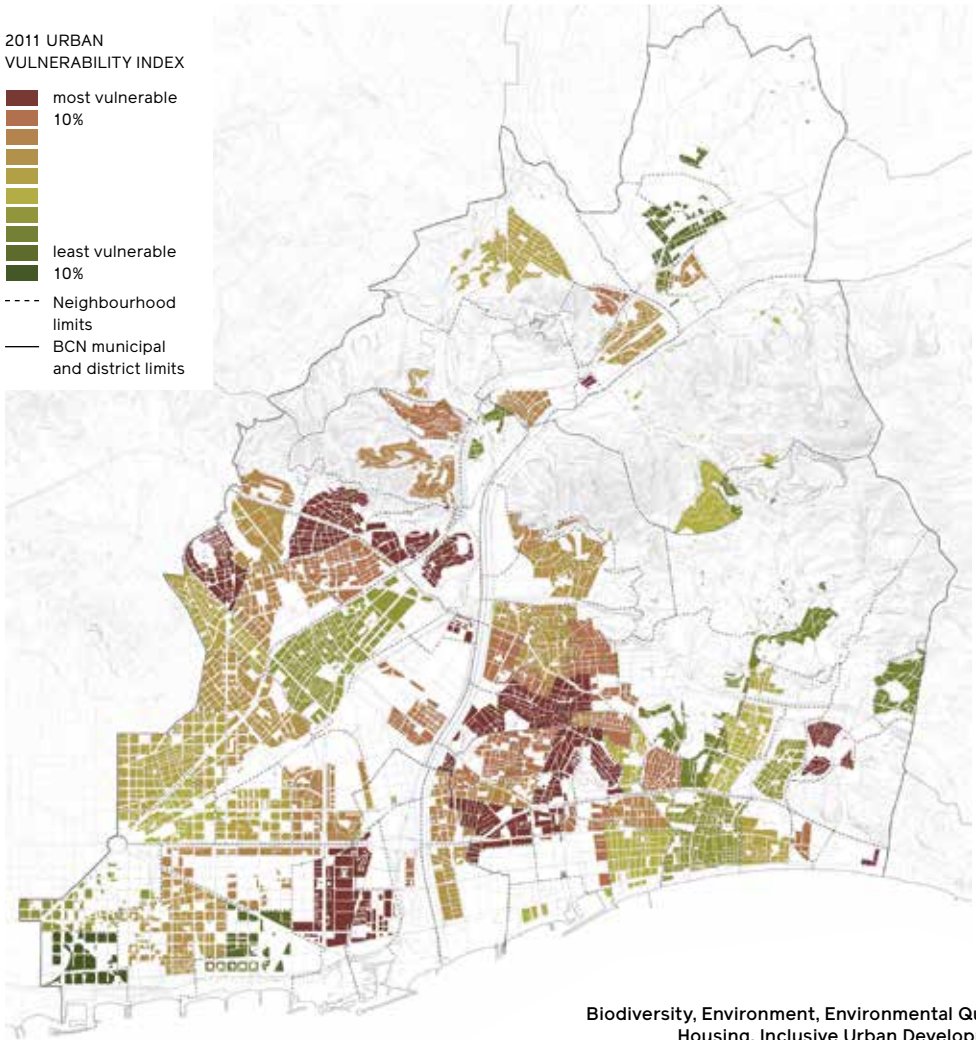 2011 URBAN
VULNERABILITY INDEX
most vulnerable
10%
least vulnerable
10%
Neighbourhood
limits
BCN municipal
and district limits
Biodiversity, Environment, Environmental Qu
Housing, Inclusive Urban Develop